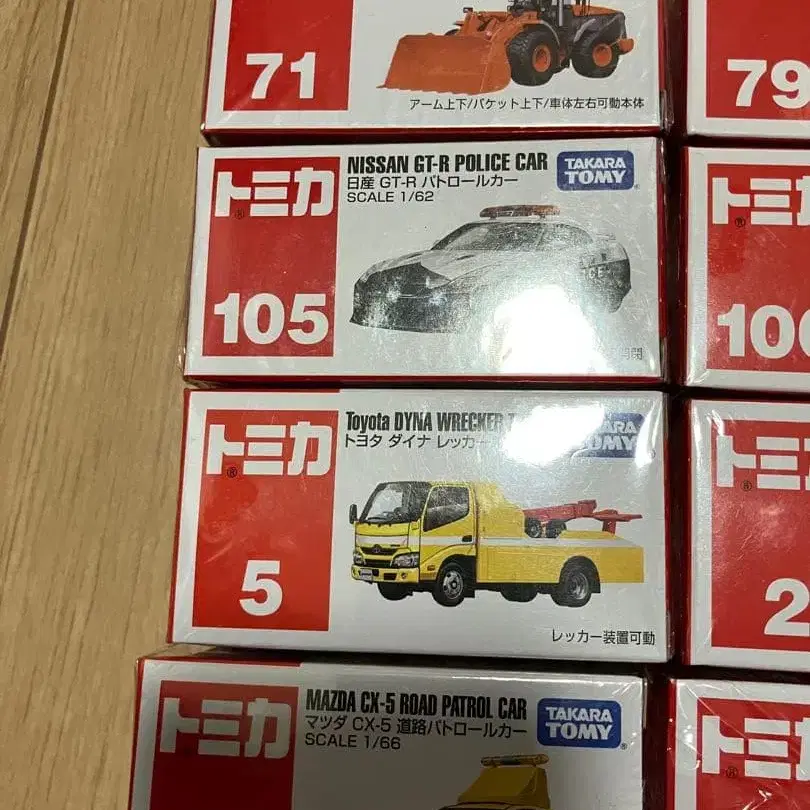 71
アーム上下/バケット上下/車体左右可動本体
79
トミカ
®
105
NISSAN GT-R POLICE CAR
日産 GT-R パトロールカー
SCALE 1/62
TAKARA
TOMY
トミカ
®
トミカ
®
5
Toyota DYNA WRECKER
トヨタ ダイナ レッカー
TOMY
レッカー装置可動
トミカ
®
2
トミカ
MAZDA CX-5 ROAD PATROL CAR
マツダ CX-5 道路パトロールカー
SCALE 1/66
TAKARA
TOMY
トミカ
®